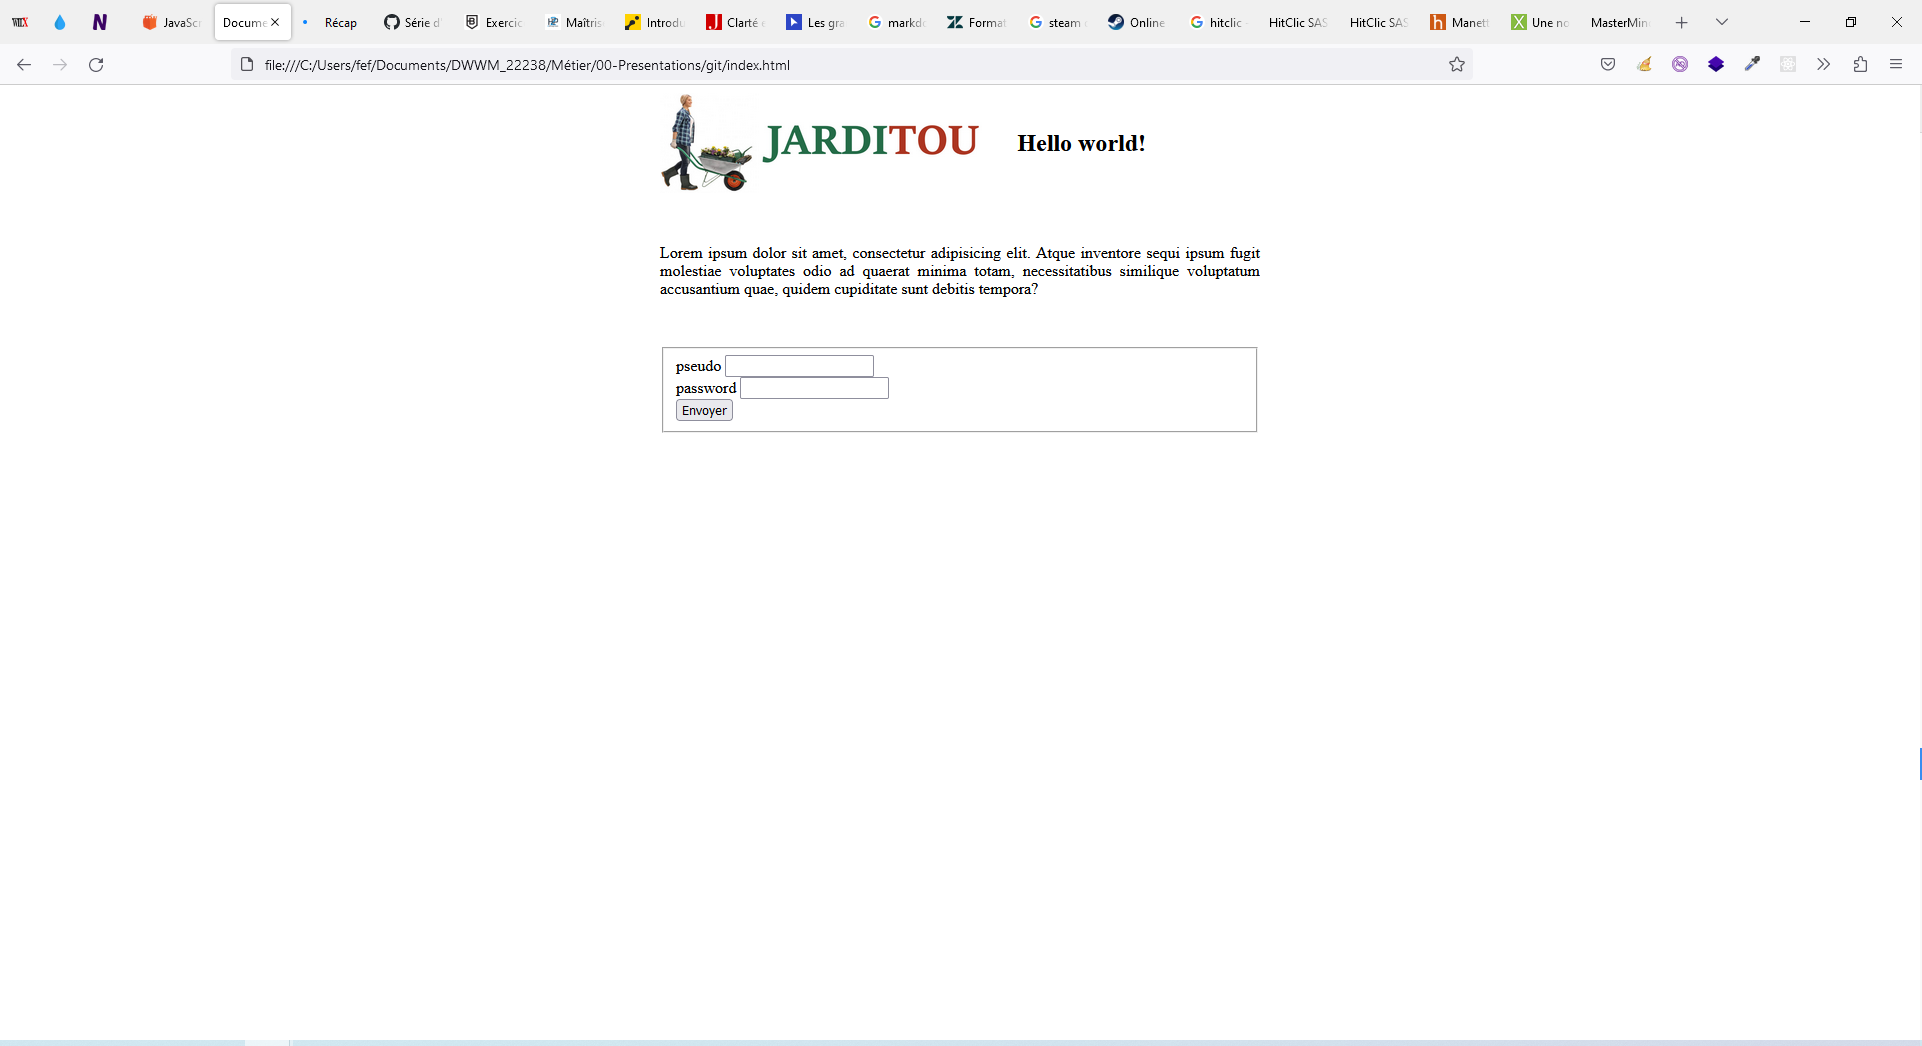 JavaScr
Docume
Récap
Série d'
Exercic
Maîtris
Introdu
Clarté e
Les gra
markdo
Format
steam
Online
hitclic
HitClic SAS
HitClic SAS
Manett
Une no
MasterMin
file:///C:/Users/fef/Documents/DWWM_22238/Métier/00-Presentations/git/index.html
JARDITOU
Hello world!
Lorem ipsum dolor sit amet, consectetur adipisicing elit. Atque inventore sequi ipsum fugit
molestiae voluptates odio ad quaerat minima totam, necessitatibus similique voluptatum
accusantium quae, quidem cupiditate sunt debitis tempora?
pseudo
password
Envoyer